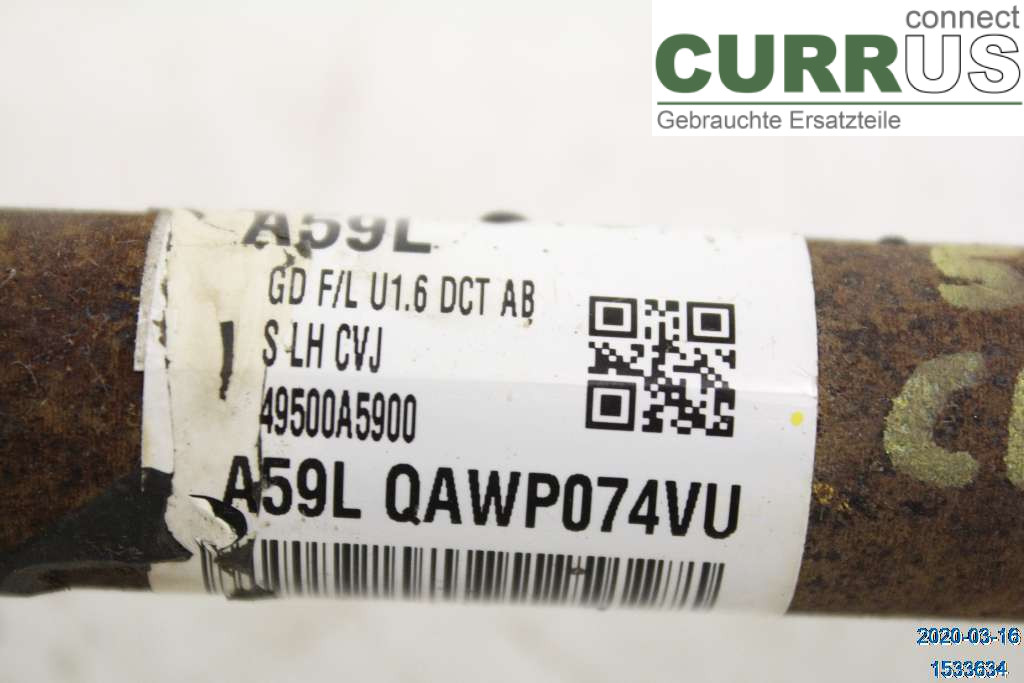 connect
CURRUS
Gebrauchte Ersatzteile
A59L
GD F/L U1.6 DCT AB
S LH CVJ
49500A5900
A59L QAWP074VU
2020-03-16
1533634